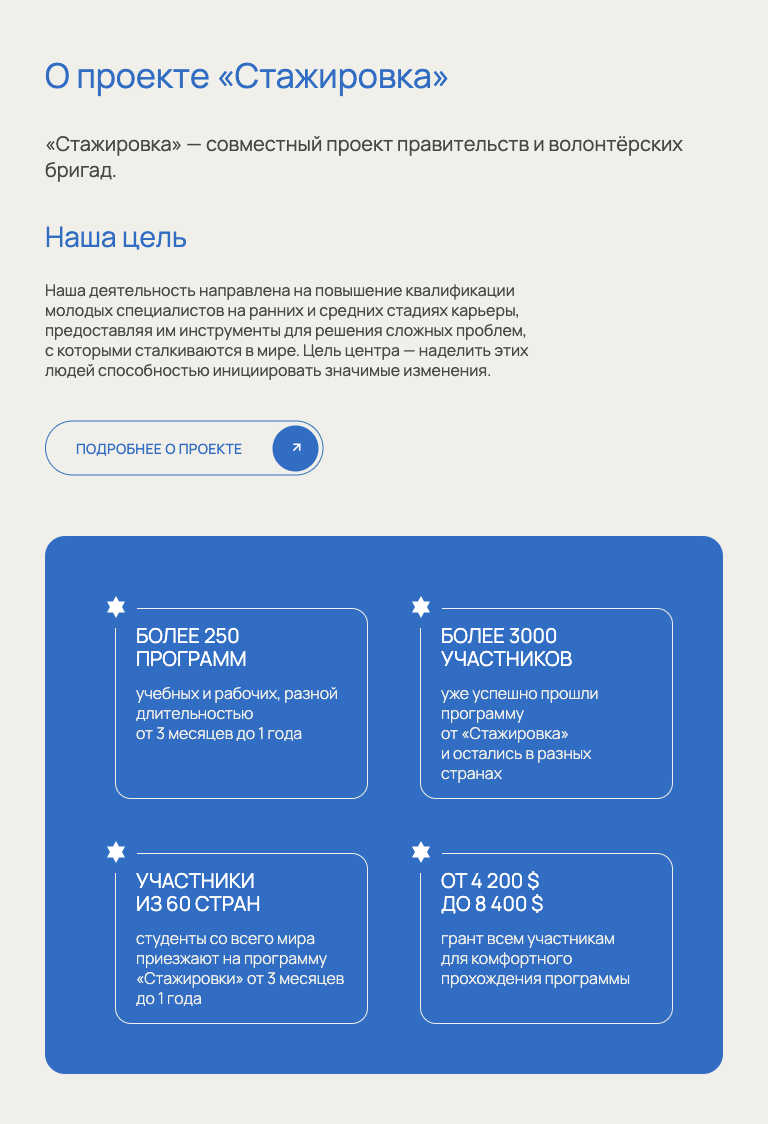 О проекте «Стажировка»
«Стажировка» — совместный проект правительств и волонтёрских
бригад.
Наша цель
Наша деятельность направлена на повышение квалификации
молодых специалистов на ранних и средних стадиях карьеры,
предоставляя им инструменты для решения сложных проблем,
с которыми сталкиваются в мире. Цель центра — наделить этих
людей способностью инициировать значимые изменения.
ПОДРОБНЕЕ О ПРОЕКТЕ
БОЛЕЕ 250
ПРОГРАММ
учебных и рабочих, разной
длительностью
от 3 месяцев до 1 года
БОЛЕЕ 3000
УЧАСТНИКОВ
уже успешно прошли
программу
от «Стажировка»
и остались в разных
странах
УЧАСТНИКИ
ИЗ 60 СТРАН
студенты со всего мира
приезжают на программу
«Стажировки» от 3 месяцев
до 1 года
ОТ 4 200 $
ДО 8 400 $
грант всем участникам
для комфортного
прохождения программы